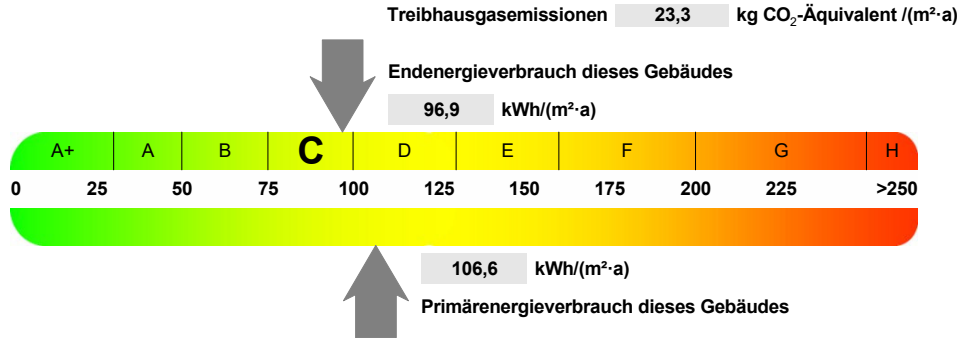 Treibhausgasemissionen 23,3 kg CO₂-Äquivalent /(m²·a)
Endenergieverbrauch dieses Gebäudes
96,9 kWh/(m²·a)
A+ A B C D E F G H
0 25 50 75 100 125 150 175 200 225 >250
106,6 kWh/(m²·a)
Primärenergieverbrauch dieses Gebäudes